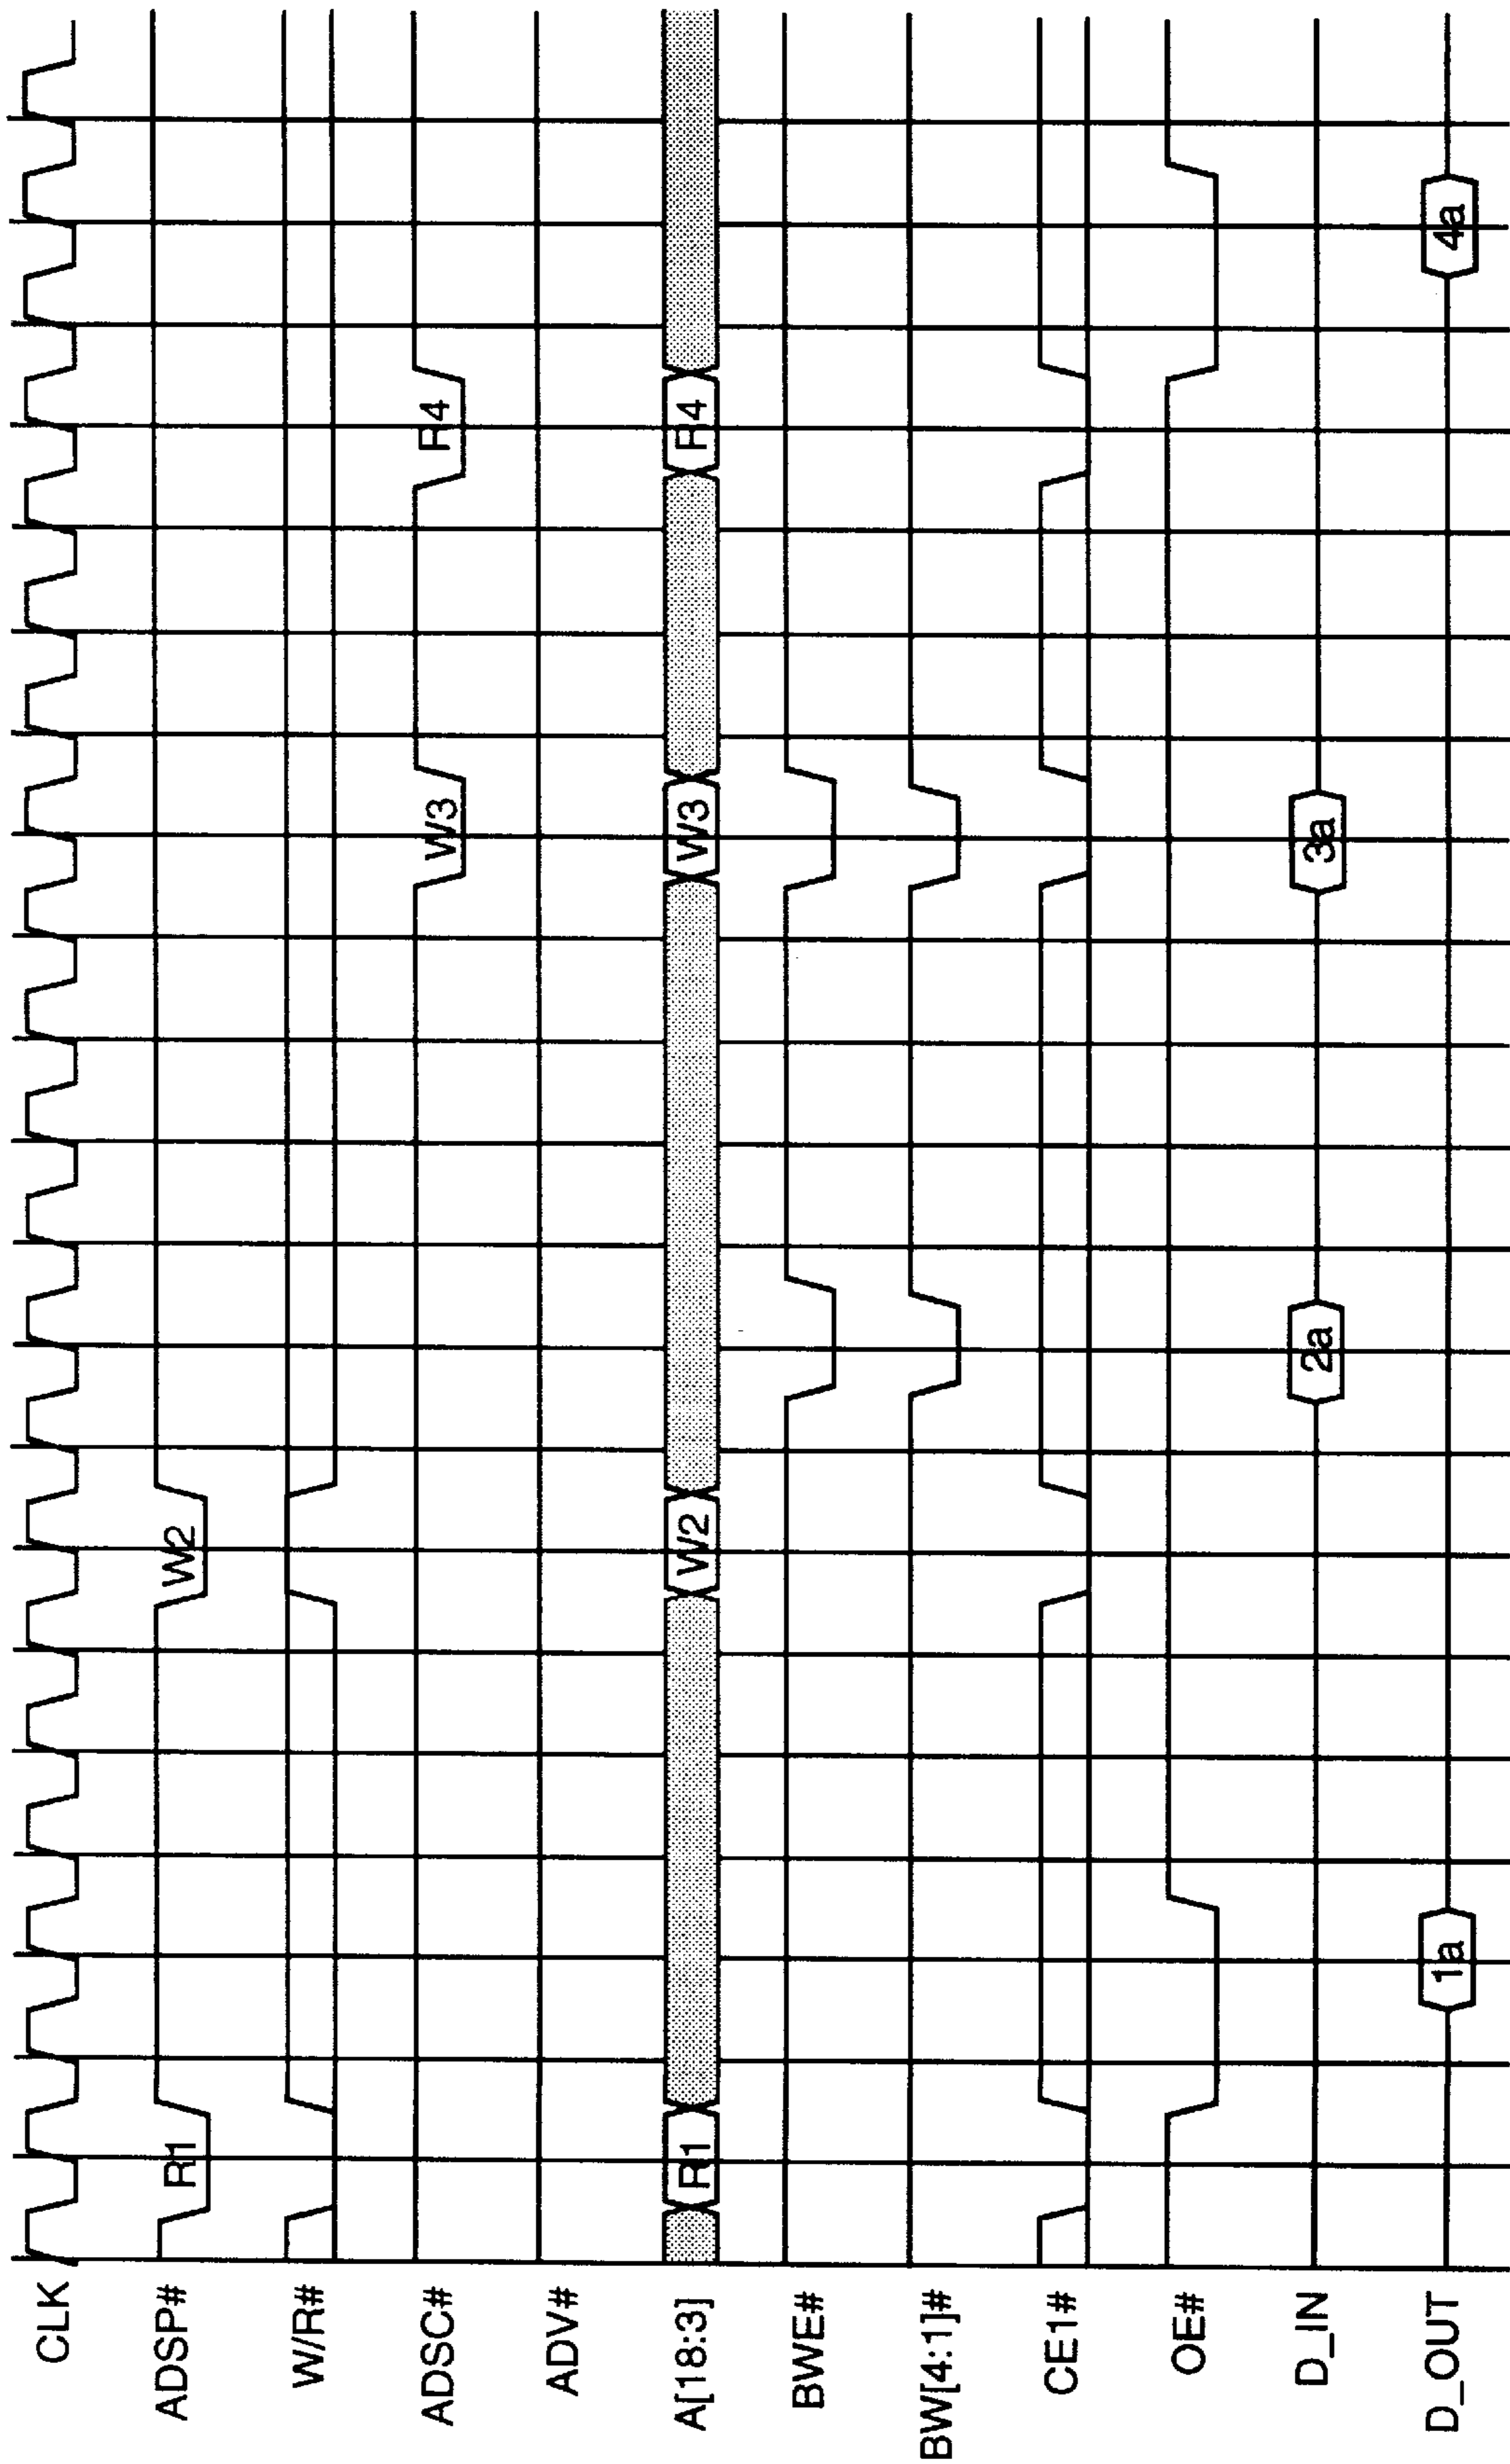 CLK
ADSP# R1 W2
W/R#
ADSC# W3 R4
ADV#
A[18:3] R1 W2 W3 R4
BWE#
BW[4:1]#
CE1#
OE#
D_IN 2a 3a
D_OUT 1a 4a